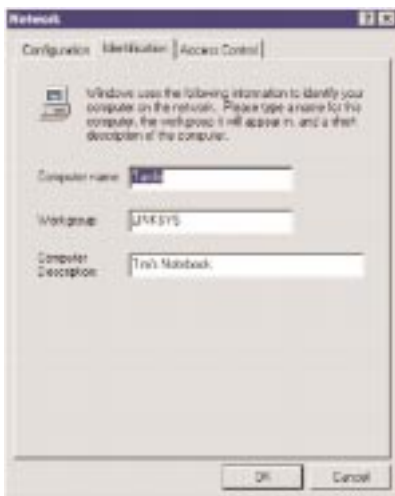 Network
Configuration Identification Access Control
Windows uses the following information to identify your
computer on the network. Please type a name for this
computer, the workgroup it will appear in, and a short
description of the computer.
Computer name:
Workgroup: LINKSYS
Computer
Description: Notebook
OK Cancel